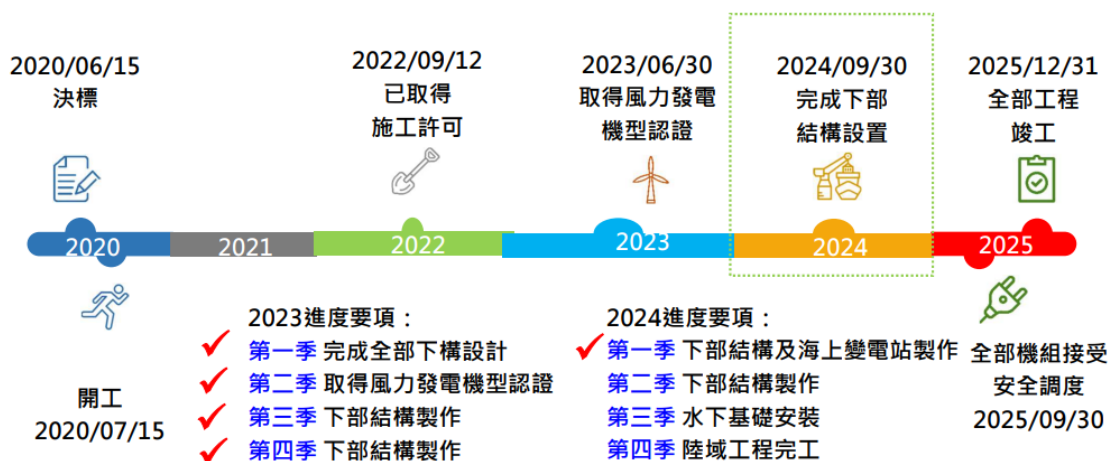 2020/06/15
決標
2022/09/12
已取得
施工許可
2023/06/30
取得風力發電
機型認證
2024/09/30
完成下部
結構設置
2025/12/31
全部工程
竣工
2020
2021
2022
2023
2024
2025
開工
2020/07/15
2023進度要項：
第一季 完成全部下構設計
第二季 取得風力發電機型認證
第三季 下部結構製作
第四季 下部結構製作
2024進度要項：
第一季 下部結構及海上變電站製作
第二季 下部結構製作
第三季 水下基礎安裝
第四季 陸域工程完工
全部機組接受
安全調度
2025/09/30